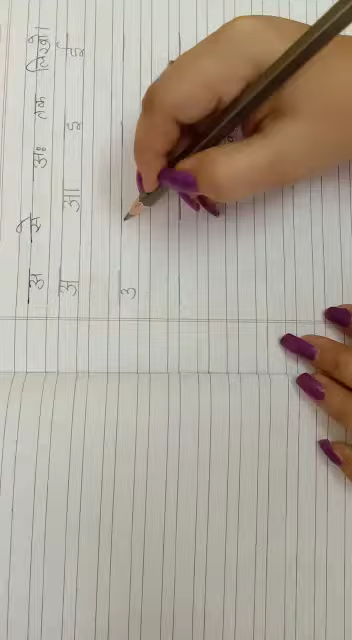 अ से अः तक लिखो।
अ आ इ ई
उ